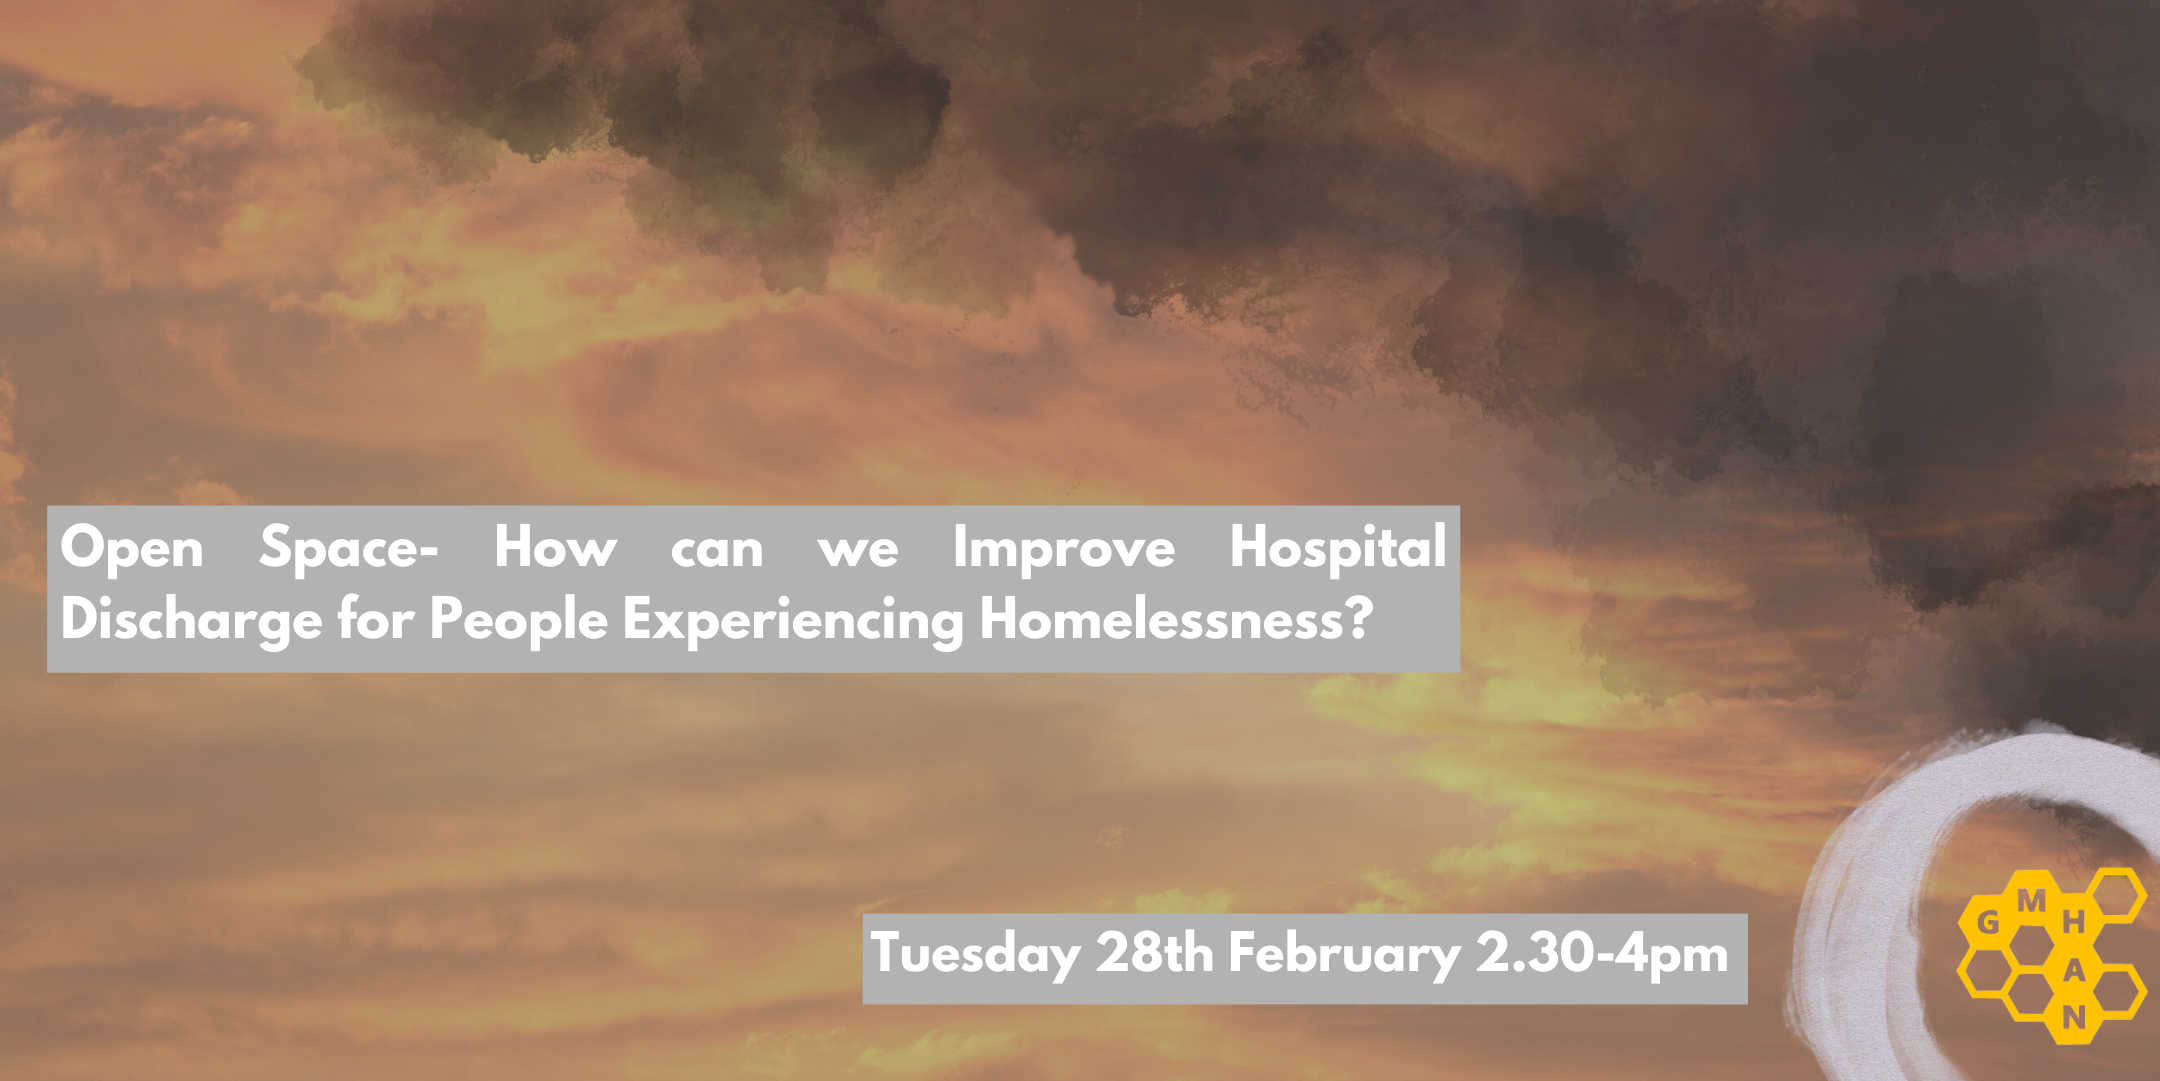 Open Space- How can we Improve Hospital
Discharge for People Experiencing Homelessness?
Tuesday 28th February 2.30-4pm
G M H
A
N